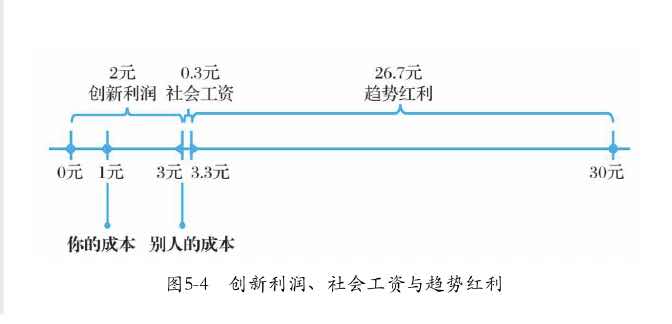 2元 0.3元 26.7元
创新利润 社会工资 趋势红利
0元 1元 3元 3.3元 30元
你的成本 别人的成本
图5-4 创新利润、社会工资与趋势红利